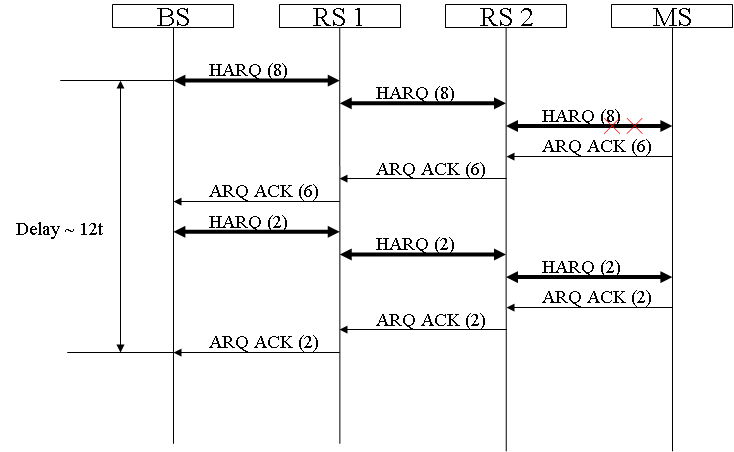 BS RS 1 RS 2 MS
HARQ (8)
HARQ (8)
HARQ (8)
ARQ ACK (6)
ARQ ACK (6)
ARQ ACK (6)
HARQ (2)
Delay ~ 12t
HARQ (2)
HARQ (2)
ARQ ACK (2)
ARQ ACK (2)
ARQ ACK (2)